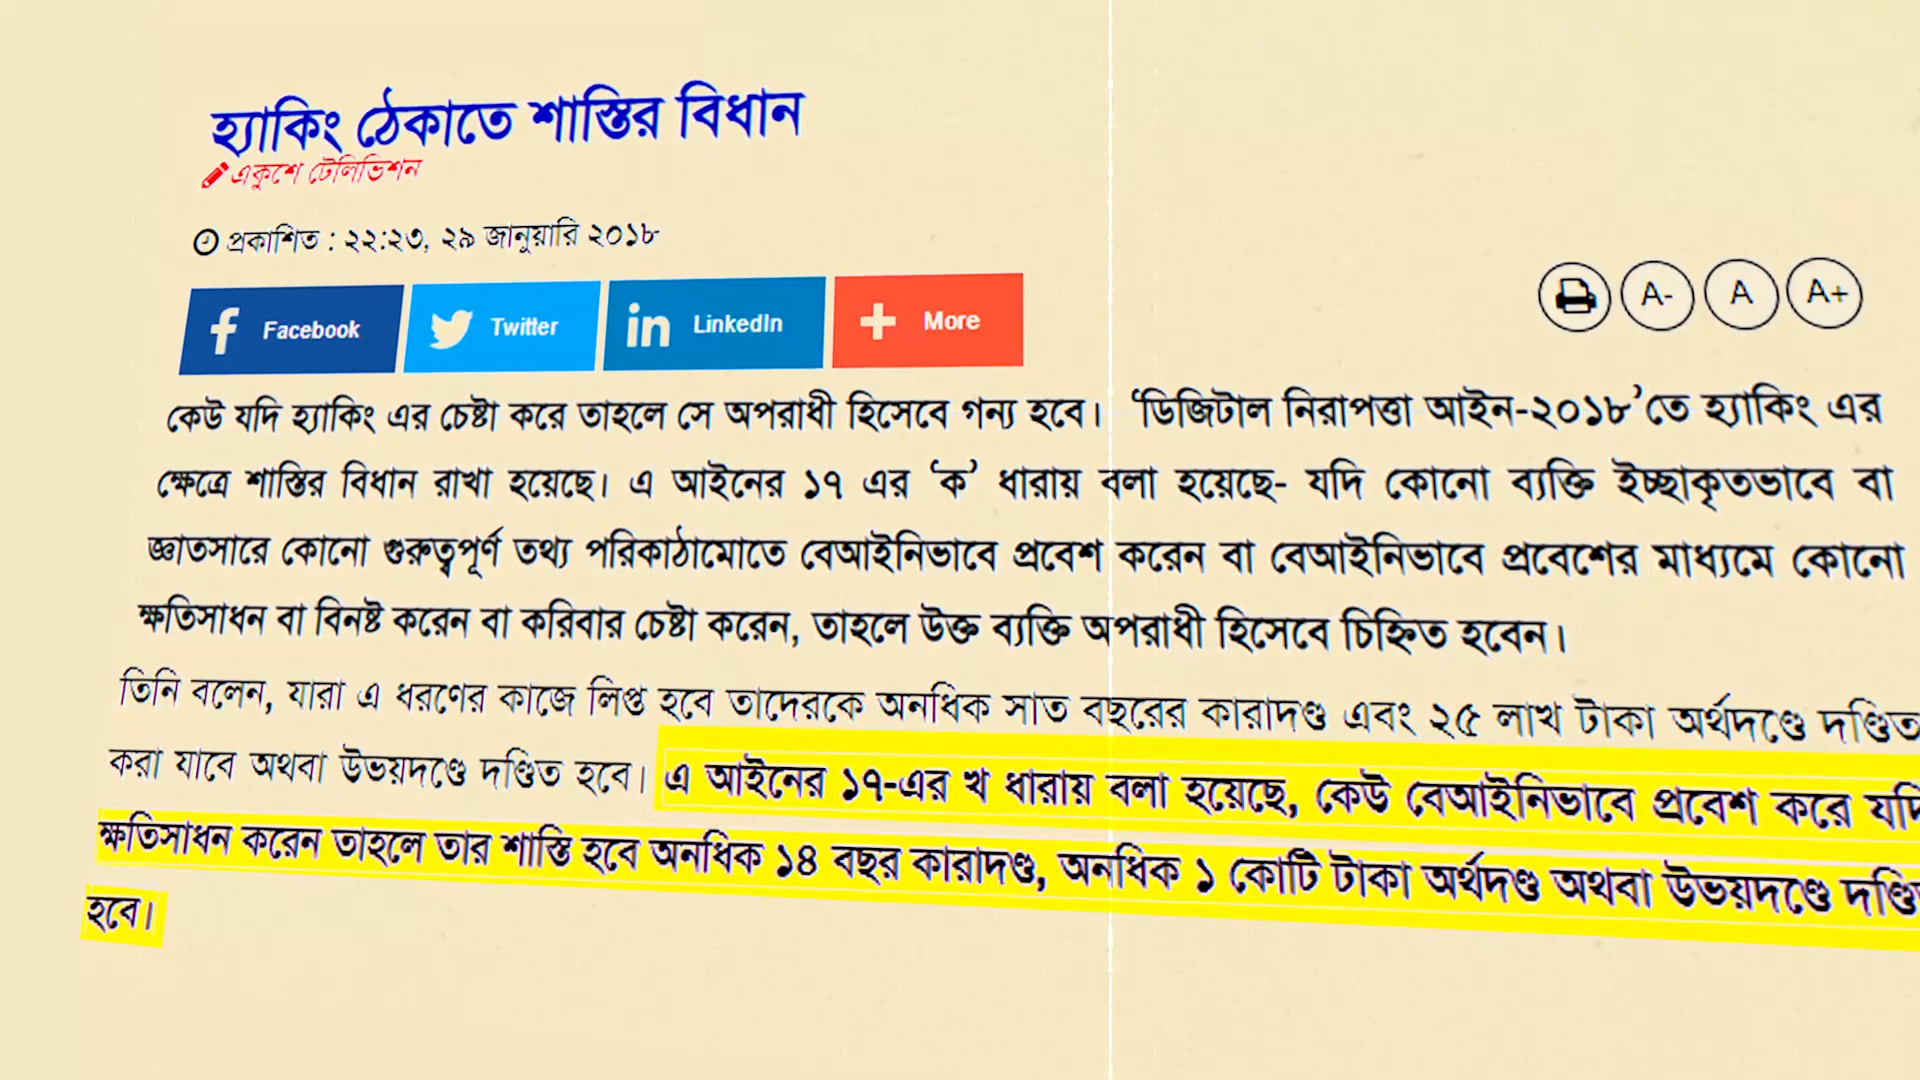 হ্যাকিং ঠেকাতে শাস্তির বিধান
একুশে টেলিভিশন
প্রকাশিত : ২২:২৩, ২৯ জানুয়ারি ২০১৮
Facebook Twitter LinkedIn More
A- A A+
কেউ যদি হ্যাকিং এর চেষ্টা করে তাহলে সে অপরাধী হিসেবে গন্য হবে। ‘ডিজিটাল নিরাপত্তা আইন-২০১৮’তে হ্যাকিং এর
ক্ষেত্রে শাস্তির বিধান রাখা হয়েছে। এ আইনের ১৭ এর ‘ক’ ধারায় বলা হয়েছে- যদি কোনো ব্যক্তি ইচ্ছাকৃতভাবে বা
জ্ঞাতসারে কোনো গুরুত্বপূর্ণ তথ্য পরিকাঠামোতে বেআইনিভাবে প্রবেশ করেন বা বেআইনিভাবে প্রবেশের মাধ্যমে কোনো
ক্ষতিসাধন বা বিনষ্ট করেন বা করিবার চেষ্টা করেন, তাহলে উক্ত ব্যক্তি অপরাধী হিসেবে চিহ্নিত হবেন।
তিনি বলেন, যারা এ ধরণের কাজে লিপ্ত হবে তাদেরকে অনধিক সাত বছরের কারাদণ্ড এবং ২৫ লাখ টাকা অর্থদণ্ডে দণ্ডিত
করা যাবে অথবা উভয়দণ্ডে দণ্ডিত হবে। এ আইনের ১৭-এর খ ধারায় বলা হয়েছে, কেউ বেআইনিভাবে প্রবেশ করে যদি
ক্ষতিসাধন করেন তাহলে তার শাস্তি হবে অনধিক ১৪ বছর কারাদণ্ড, অনধিক ১ কোটি টাকা অর্থদণ্ড অথবা উভয়দণ্ডে দণ্ডিত
হবে।